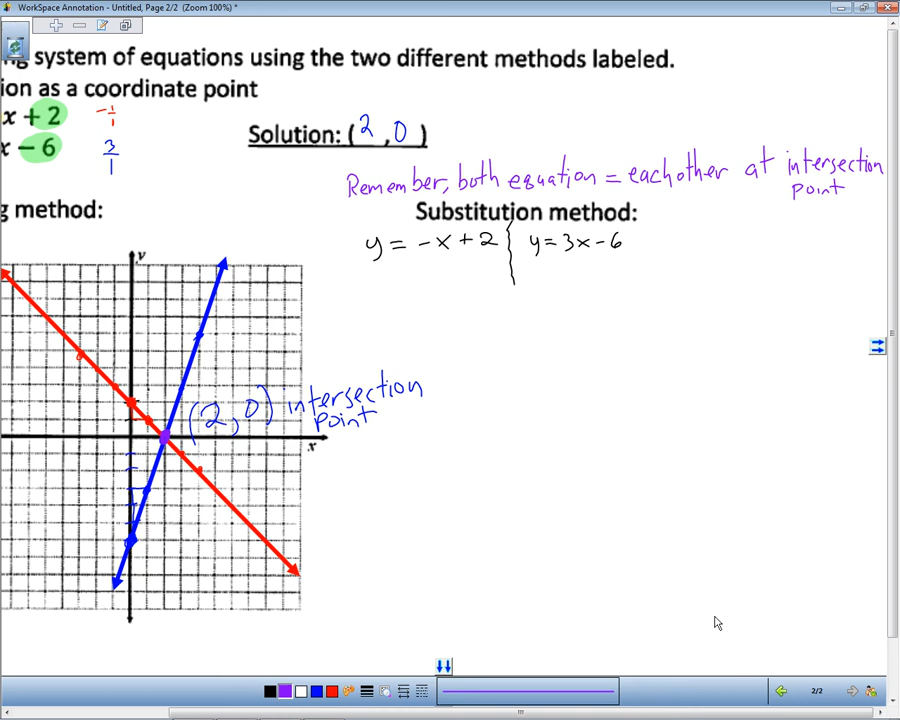 WorkSpace Annotation - Untitled, Page 2/2 (Zoom 100%) *
system of equations using the two different methods labeled.
ion as a coordinate point
x + 2 -1/1
Solution: (2, 0)
x - 6 3/1
Remember, both equation = eachother at intersection
point
method:
Substitution method:
y = -x + 2 y = 3x - 6
y
(2, 0) intersection
point
x
2/2